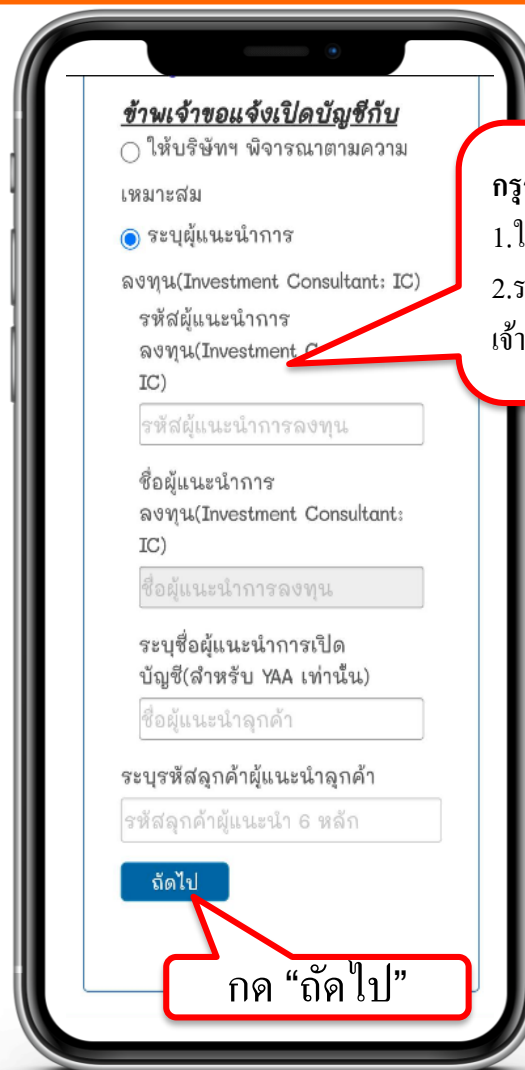 ข้าพเจ้าขอแจ้งเปิดบัญชีกับ
ให้บริษัทฯ พิจารณาตามความ
เหมาะสม
ระบุผู้แนะนำการ
ลงทุน(Investment Consultant: IC)
รหัสผู้แนะนำการ
ลงทุน(Investment
IC)
รหัสผู้แนะนำการลงทุน
ชื่อผู้แนะนำการ
ลงทุน(Investment Consultant:
IC)
ชื่อผู้แนะนำการลงทุน
ระบุชื่อผู้แนะนำการเปิด
บัญชี(สำหรับ YAA เท่านั้น)
ชื่อผู้แนะนำลูกค้า
ระบุรหัสลูกค้าผู้แนะนำลูกค้า
รหัสลูกค้าผู้แนะนำ 6 หลัก
ถัดไป
1.
2.
กด “ถัดไป”